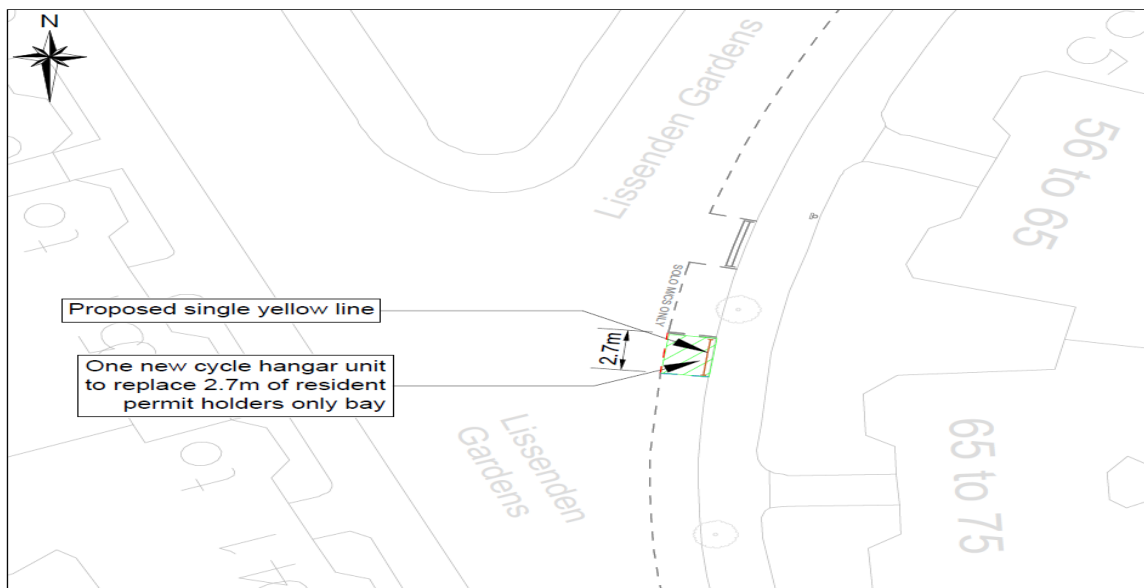 N
Lissenden Gardens
56 to 65
SOLO M/CS ONLY
Proposed single yellow line
2.7m
One new cycle hangar unit
to replace 2.7m of resident
permit holders only bay
Lissenden
Gardens
65 to 75